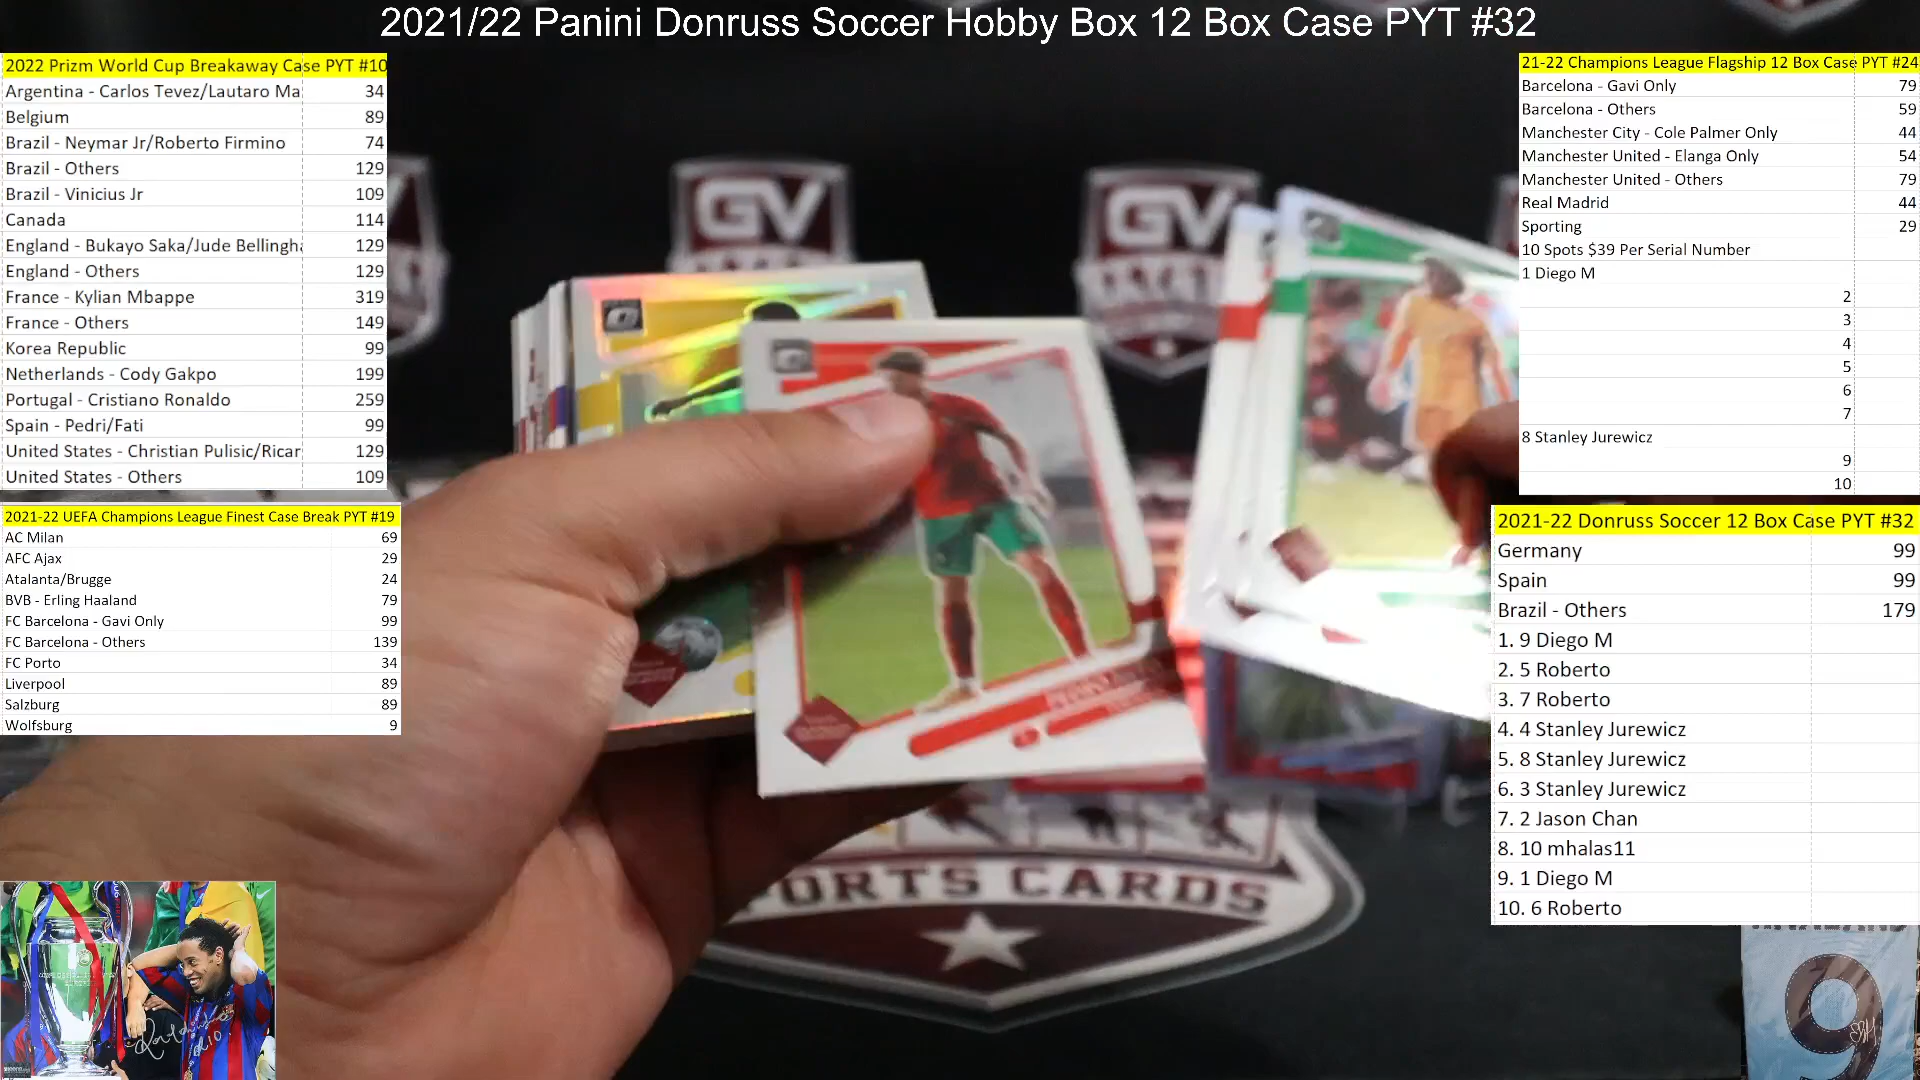 2021/22 Panini Donruss Soccer Hobby Box 12 Box Case PYT #32
2022 Prizm World Cup Breakaway Case PYT #10
Argentina - Carlos Tevez/Lautaro Ma 34
Belgium 89
Brazil - Neymar Jr/Roberto Firmino 74
Brazil - Others 129
Brazil - Vinicius Jr 109
Canada 114
England - Bukayo Saka/Jude Bellingha 129
England - Others 129
France - Kylian Mbappe 319
France - Others 149
Korea Republic 99
Netherlands - Cody Gakpo 199
Portugal - Cristiano Ronaldo 259
Spain - Pedri/Fati 99
United States - Christian Pulisic/Ricar 129
United States - Others 109
2021-22 UEFA Champions League Finest Case Break PYT #19
AC Milan 69
AFC Ajax 29
Atalanta/Brugge 24
BVB - Erling Haaland 79
FC Barcelona - Gavi Only 99
FC Barcelona - Others 139
FC Porto 34
Liverpool 89
Salzburg 89
Wolfsburg 9
21-22 Champions League Flagship 12 Box Case PYT #24
Barcelona - Gavi Only 79
Barcelona - Others 59
Manchester City - Cole Palmer Only 44
Manchester United - Elanga Only 54
Manchester United - Others 79
Real Madrid 44
Sporting 29
10 Spots $39 Per Serial Number
1 Diego M
2
3
4
5
6
7
8 Stanley Jurewicz
9
10
2021-22 Donruss Soccer 12 Box Case PYT #32
Germany 99
Spain 99
Brazil - Others 179
1. 9 Diego M
2. 5 Roberto
3. 7 Roberto
4. 4 Stanley Jurewicz
5. 8 Stanley Jurewicz
6. 3 Stanley Jurewicz
7. 2 Jason Chan
8. 10 mhalas11
9. 1 Diego M
10. 6 Roberto
GV
GV
ORTS CARDS
9